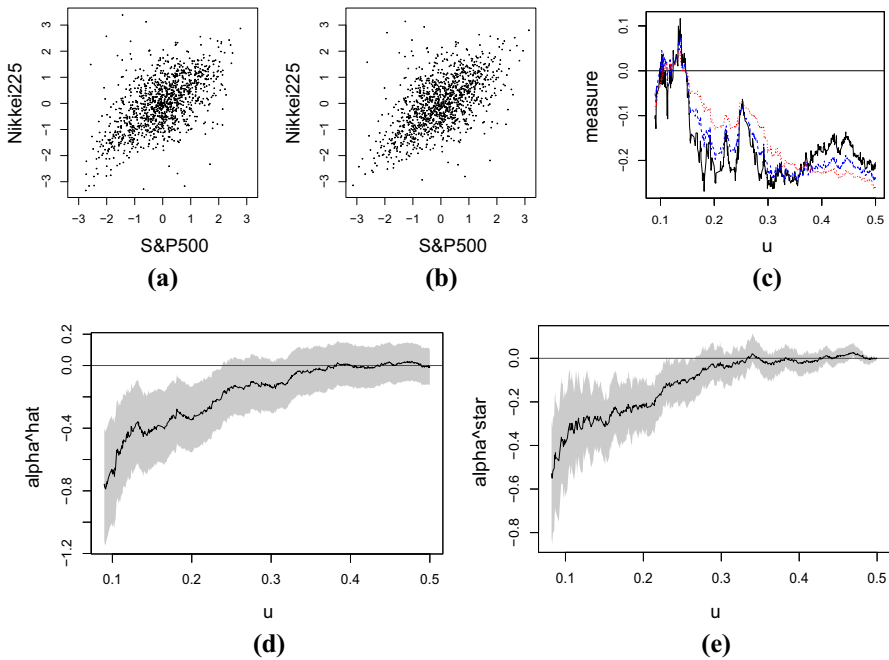 Nikkei225
3
2
1
0
−1
−2
−3
−3 −2 −1 0 1 2 3
S&P500
(a)
Nikkei225
3
2
1
0
−1
−2
−3
−3 −2 −1 0 1 2 3
S&P500
(b)
measure
0.1
0.0
−0.1
−0.2
0.1 0.2 0.3 0.4 0.5
u
(c)
alpha^hat
0.2
0.0
−0.4
−0.8
−1.2
0.1 0.2 0.3 0.4 0.5
u
(d)
alpha^star
0.0
−0.2
−0.4
−0.6
−0.8
0.1 0.2 0.3 0.4 0.5
u
(e)